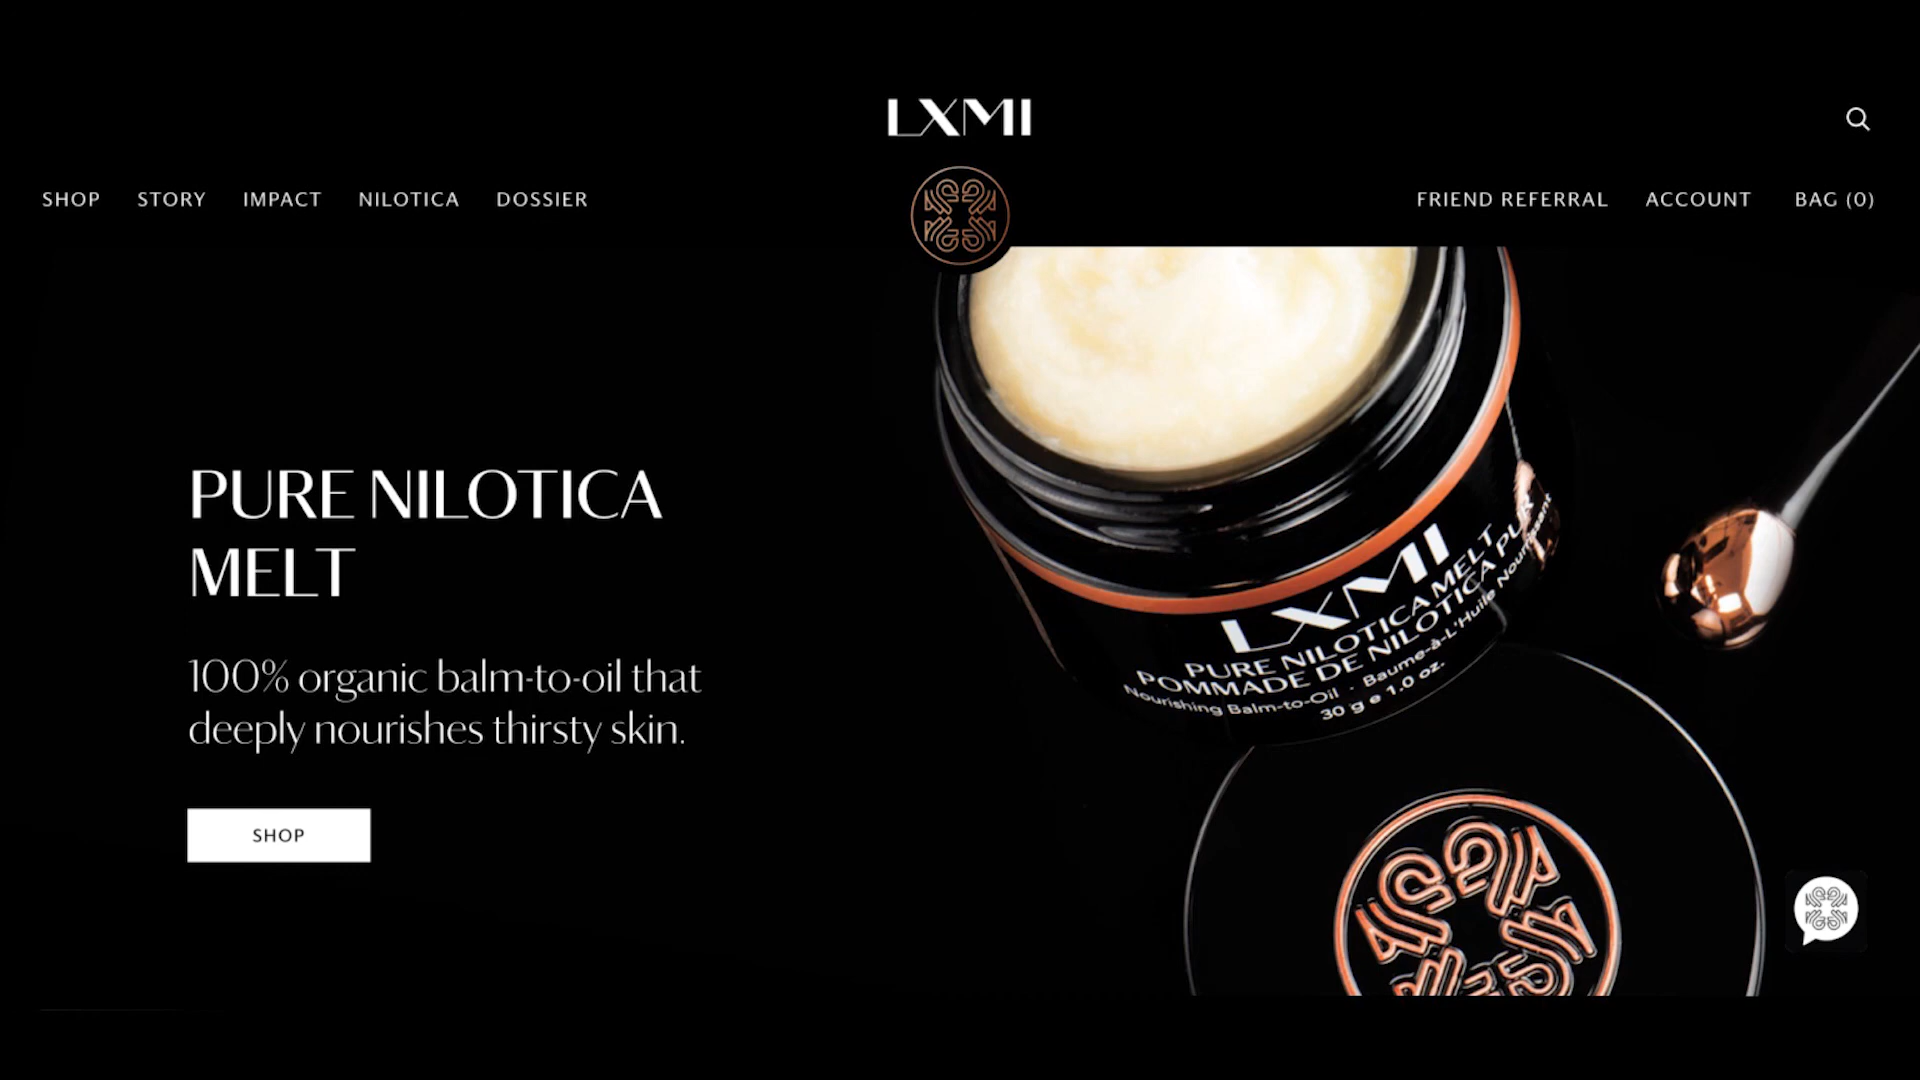 LXMI
SHOP STORY IMPACT NILOTICA DOSSIER
FRIEND REFERRAL ACCOUNT BAG (0)
PURE NILOTICA
MELT
100% organic balm-to-oil that
deeply nourishes thirsty skin.
SHOP
LXMI
PURE NILOTICA MELT
POMMADE DE NILOTICA PUR
Nourishing Balm-to-Oil · Baume-à-L'Huile Nourrissant
30 g e 1.0 oz.